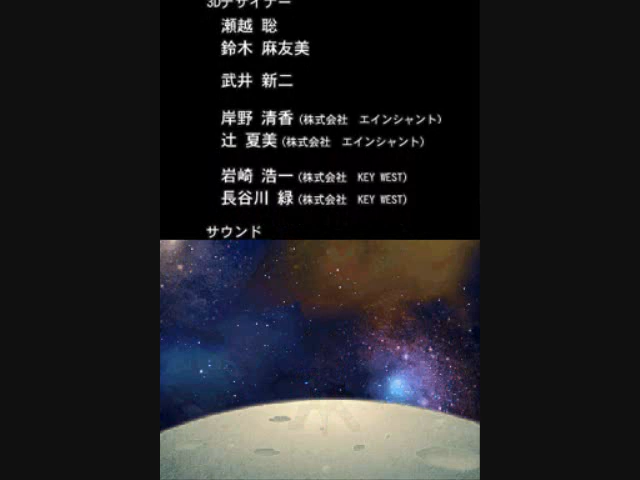 3Dデザイナー
瀬越 聡
鈴木 麻友美
武井 新二
岸野 清香(株式会社 エインシャント)
辻 夏美(株式会社 エインシャント)
岩崎 浩一(株式会社 KEY WEST)
長谷川 緑(株式会社 KEY WEST)
サウンド